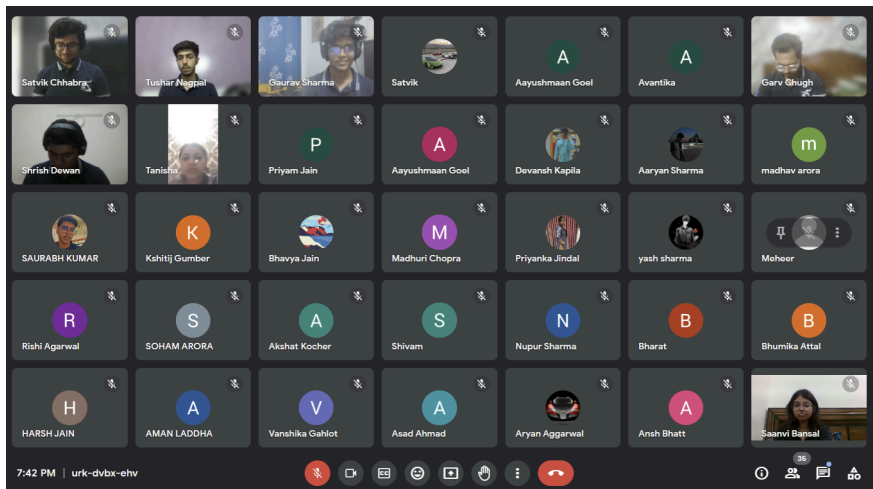 Satvik Chhabra
Tushar Nagpal
Gaurav Sharma
Satvik
A
Aayushmaan Goel
A
Avantika
Garv Chugh
Shrish Dewan
Tanisha
P
Priyam Jain
A
Aayushmaan Goel
Devansh Kapila
Aaryan Sharma
m
madhav arora
SAURABH KUMAR
K
Kshitij Gumber
Bhavya Jain
M
Madhuri Chopra
Priyanka Jindal
yash sharma
Meheer
R
Rishi Agarwal
S
SOHAM ARORA
A
Akshat Kocher
S
Shivam
N
Nupur Sharma
B
Bharat
B
Bhumika Attal
H
HARSH JAIN
A
AMAN LADDHA
V
Vanshika Gahlot
A
Asad Ahmad
Aryan Aggarwal
A
Ansh Bhatt
Saanvi Bansal
7:42 PM | urk-dvbx-ehv
CC
35